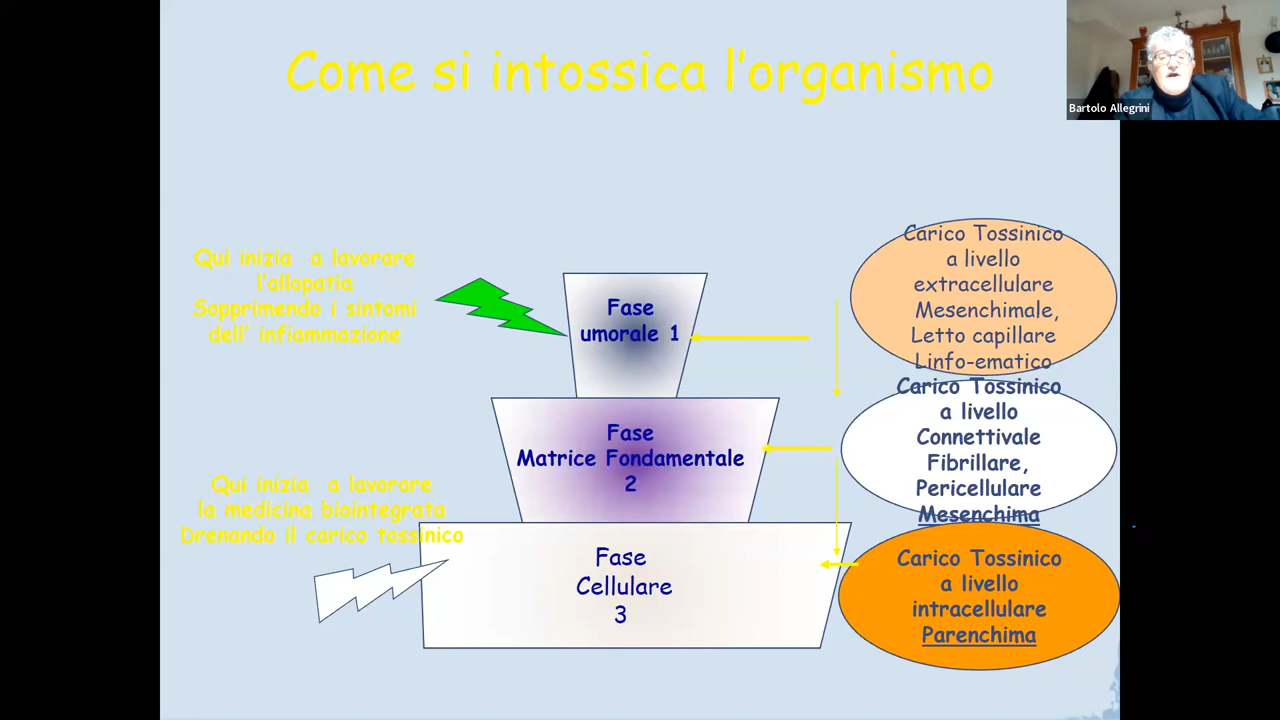 Come si intossica l'organismo
Bartolo Allegrini
Qui inizia a lavorare
l'allopatia
Sopprimendo i sintomi
dell' infiammazione
Fase
umorale 1
Carico Tossinico
a livello
extracellulare
Mesenchimale,
Letto capillare
Linfo-ematico
Fase
Matrice Fondamentale
2
Carico Tossinico
a livello
Connettivale
Fibrillare,
Pericellulare
Mesenchima
Qui inizia a lavorare
la medicina biointegrata
Drenando il carico tossinico
Fase
Cellulare
3
Carico Tossinico
a livello
intracellulare
Parenchima